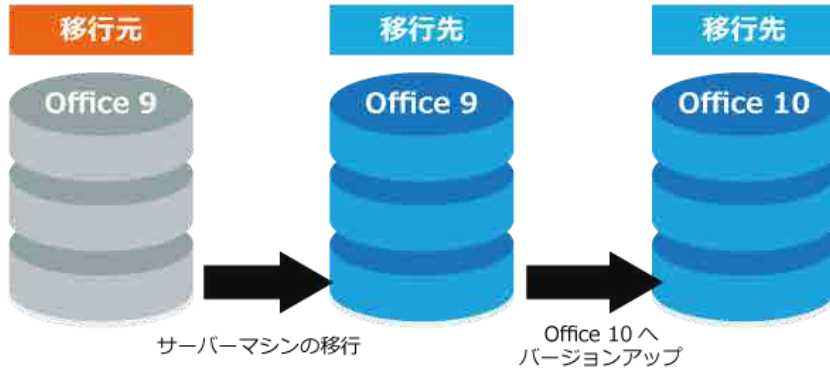 移行元
移行先
移行先
Office 9
Office 9
Office 10
サーバーマシンの移行
Office 10 へ
バージョンアップ